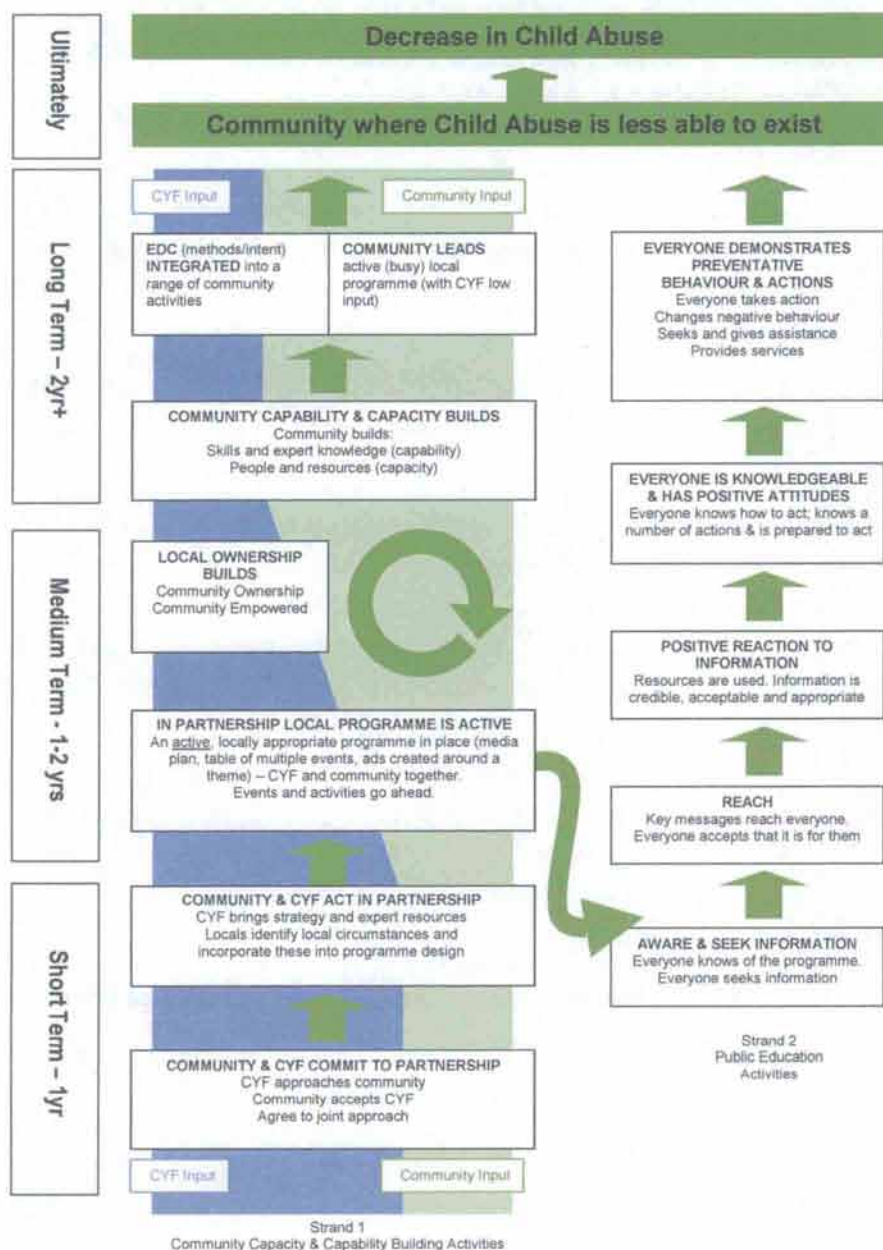 Decrease in Child Abuse
Community where Child Abuse is less able to exist
Ultimately
Long Term – 2yr+
Medium Term - 1-2 yrs
Short Term – 1yr
CYF Input
Community Input
EDC (methods/intent)
INTEGRATED into a
range of community
activities
COMMUNITY LEADS
active (busy) local
programme (with CYF low
input)
COMMUNITY CAPABILITY & CAPACITY BUILDS
Community builds:
Skills and expert knowledge (capability)
People and resources (capacity)
LOCAL OWNERSHIP
BUILDS
Community Ownership
Community Empowered
IN PARTNERSHIP LOCAL PROGRAMME IS ACTIVE
An active, locally appropriate programme in place (media
plan, table of multiple events, ads created around a
theme) – CYF and community together.
Events and activities go ahead.
COMMUNITY & CYF ACT IN PARTNERSHIP
CYF brings strategy and expert resources
Locals identify local circumstances and
incorporate these into programme design
COMMUNITY & CYF COMMIT TO PARTNERSHIP
CYF approaches community
Community accepts CYF
Agree to joint approach
CYF Input
Community Input
Strand 1
Community Capacity & Capability Building Activities
EVERYONE DEMONSTRATES
PREVENTATIVE
BEHAVIOUR & ACTIONS
Everyone takes action
Changes negative behaviour
Seeks and gives assistance
Provides services
EVERYONE IS KNOWLEDGEABLE
& HAS POSITIVE ATTITUDES
Everyone knows how to act; knows a
number of actions & is prepared to act
POSITIVE REACTION TO
INFORMATION
Resources are used. Information is
credible, acceptable and appropriate
REACH
Key messages reach everyone.
Everyone accepts that it is for them
AWARE & SEEK INFORMATION
Everyone knows of the programme.
Everyone seeks information
Strand 2
Public Education
Activities